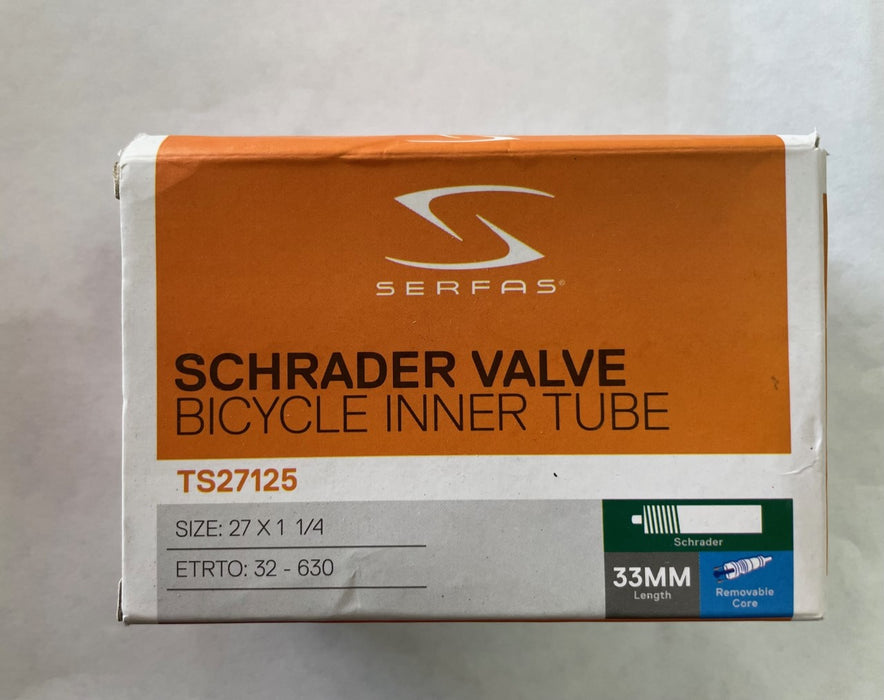 SERFAS®
SCHRADER VALVE
BICYCLE INNER TUBE
TS27125
SIZE: 27 X 1 1/4
ETRTO: 32 - 630
Schrader
33MM
Length
Removable
Core